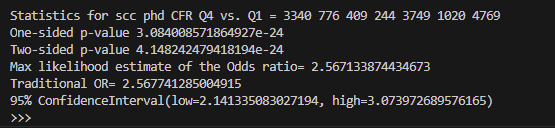 Statistics for scc phd CFR Q4 vs. Q1 = 3340 776 409 244 3749 1020 4769
One-sided p-value 3.084008571864927e-24
Two-sided p-value 4.148242479418194e-24
Max likelihood estimate of the Odds ratio= 2.567133874434673
Traditional OR= 2.567741285004915
95% ConfidenceInterval(low=2.141335083027194, high=3.073972689576165)
>>>